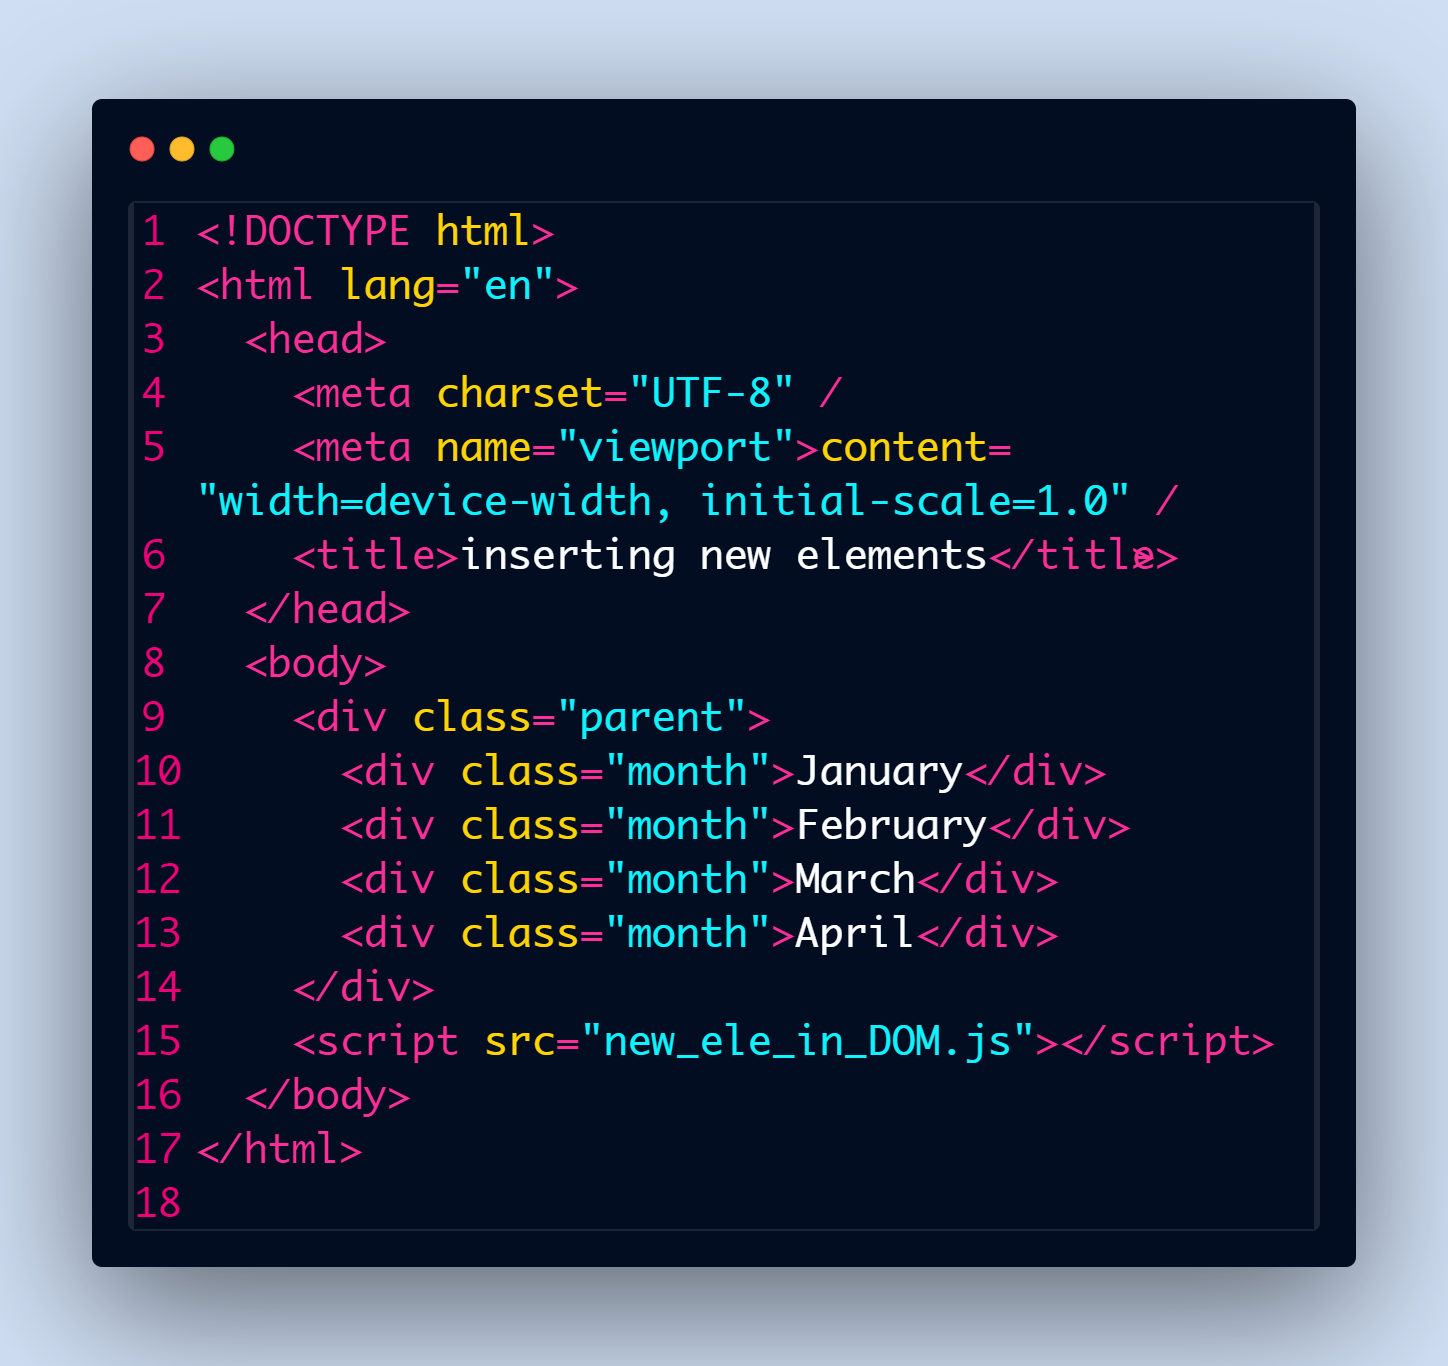 1 <!DOCTYPE html>
2 <html lang="en">
3   <head>
4     <meta charset="UTF-8" /
5     <meta name="viewport">content=
"width=device-width, initial-scale=1.0" /
6     <title>inserting new elements</title>>
7   </head>
8   <body>
9     <div class="parent">
10       <div class="month">January</div>
11       <div class="month">February</div>
12       <div class="month">March</div>
13       <div class="month">April</div>
14     </div>
15     <script src="new_ele_in_DOM.js"></script>
16   </body>
17 </html>
18